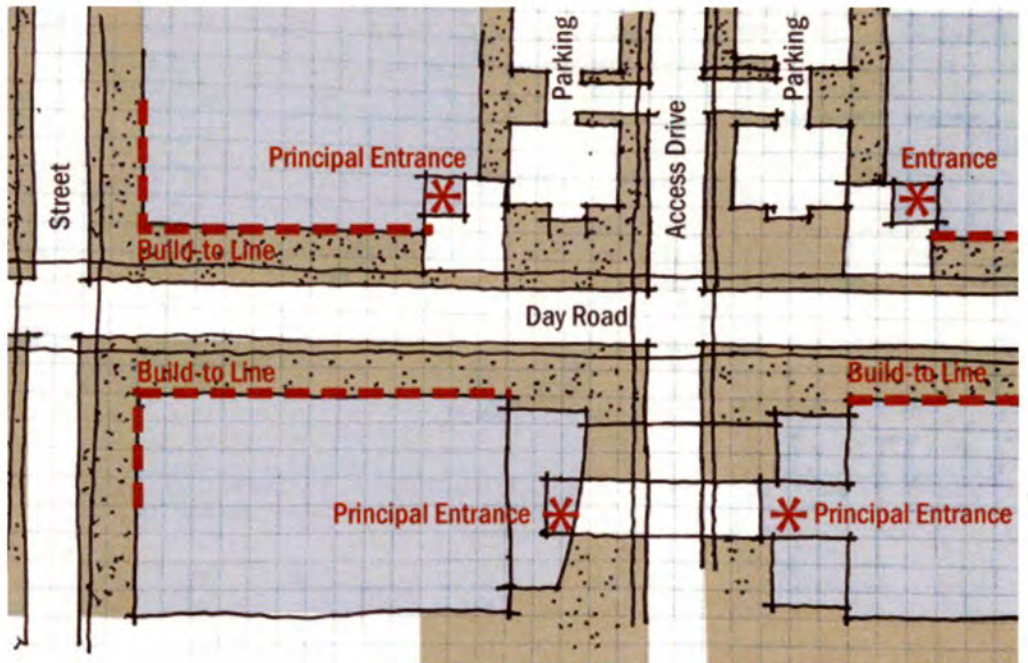 Parking
Parking
Principal Entrance
Entrance
Street
Access Drive
Build-to Line
Day Road
Build-to Line
Build-to Line
Principal Entrance
Principal Entrance